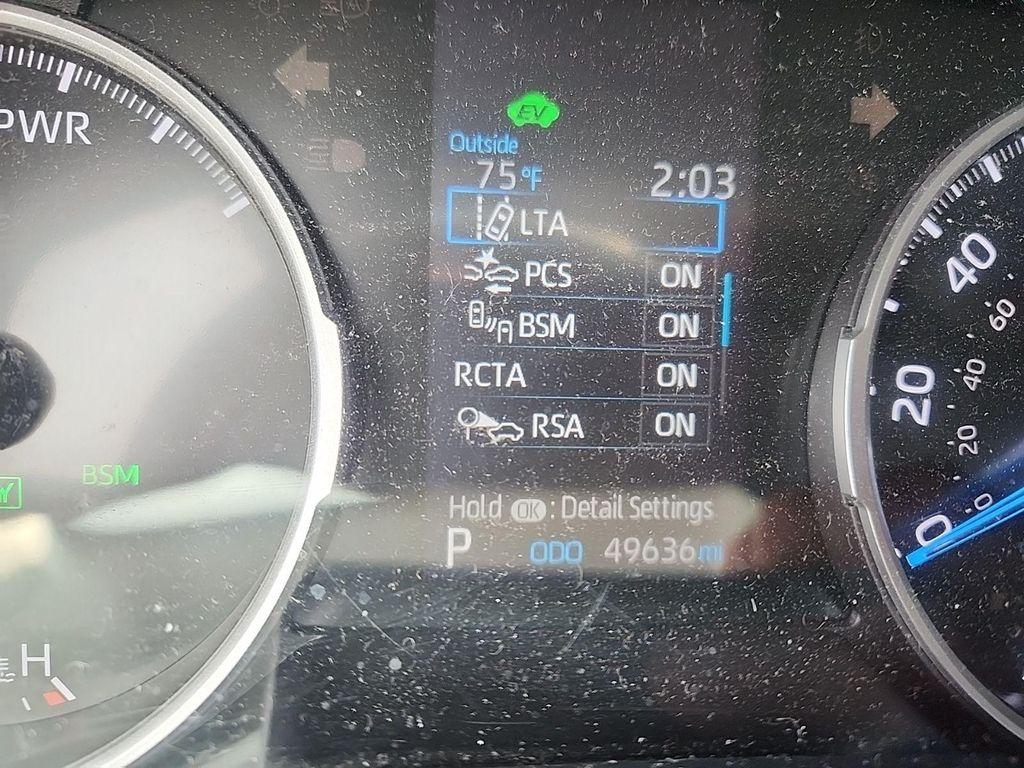 PWR
EV
Outside
75 °F 2:03
LTA
PCS ON
BSM ON
RCTA ON
RSA ON
Hold OK : Detail Settings
P ODO 49636 mi
BSM
H
40
20
0
60
40
20
0